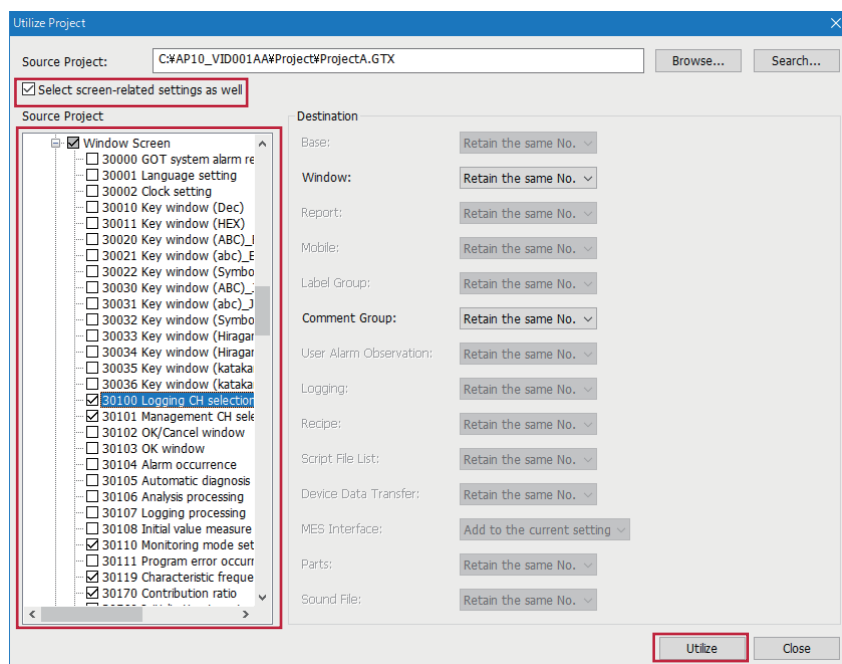 Utilize Project
Source Project: C:¥AP10_VID001AA¥Project¥ProjectA.GTX Browse... Search...
Select screen-related settings as well
Source Project
Window Screen
30000 GOT system alarm re
30001 Language setting
30002 Clock setting
30010 Key window (Dec)
30011 Key window (HEX)
30020 Key window (ABC)_
30021 Key window (abc)_E
30022 Key window (Symbo
30030 Key window (ABC)_
30031 Key window (abc)_J
30032 Key window (Symbo
30033 Key window (Hiragar
30034 Key window (Hiragar
30035 Key window (kataka
30036 Key window (kataka
30100 Logging CH selection
30101 Management CH sele
30102 OK/Cancel window
30103 OK window
30104 Alarm occurrence
30105 Automatic diagnosis
30106 Analysis processing
30107 Logging processing
30108 Initial value measure
30110 Monitoring mode set
30111 Program error occurr
30119 Characteristic freque
30170 Contribution ratio
Destination
Base: Retain the same No.
Window: Retain the same No.
Report: Retain the same No.
Mobile: Retain the same No.
Label Group: Retain the same No.
Comment Group: Retain the same No.
User Alarm Observation: Retain the same No.
Logging: Retain the same No.
Recipe: Retain the same No.
Script File List: Retain the same No.
Device Data Transfer: Retain the same No.
MES Interface: Add to the current setting
Parts: Retain the same No.
Sound File: Retain the same No.
Utilize Close